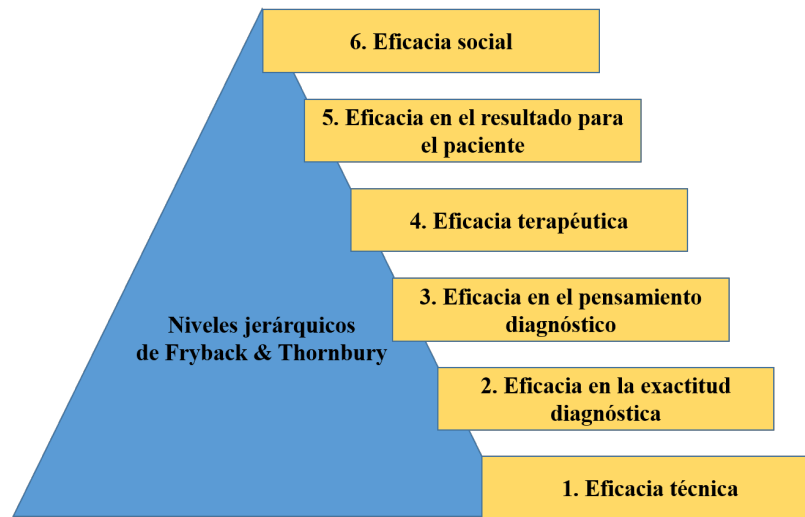 6. Eficacia social
5. Eficacia en el resultado para
el paciente
4. Eficacia terapéutica
3. Eficacia en el pensamiento
diagnóstico
Niveles jerárquicos
de Fryback & Thornbury
2. Eficacia en la exactitud
diagnóstica
1. Eficacia técnica